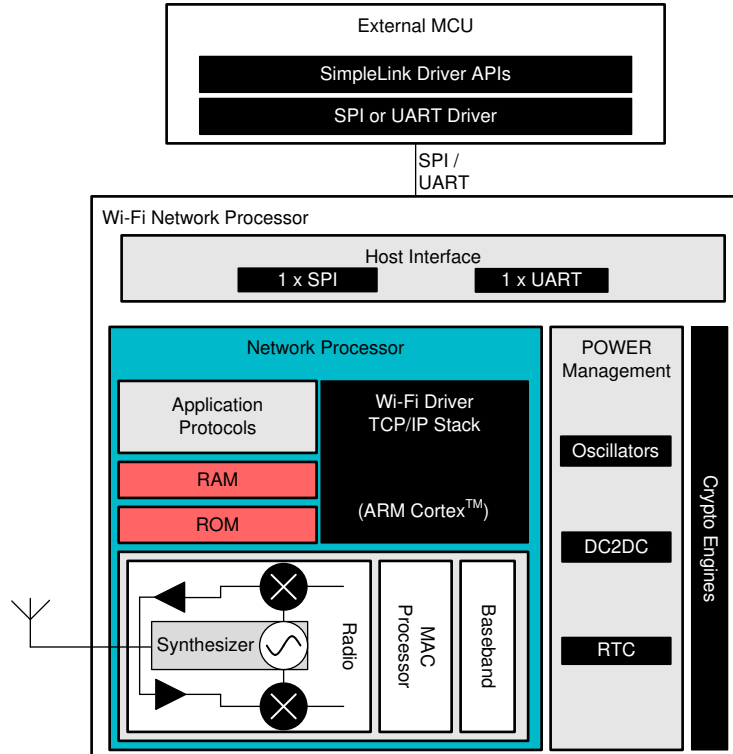 External MCU
SimpleLink Driver APIs
SPI or UART Driver
SPI /
UART
Wi-Fi Network Processor
Host Interface
1 x SPI
1 x UART
Network Processor
Application
Protocols
RAM
ROM
Wi-Fi Driver
TCP/IP Stack
(ARM Cortex™)
Synthesizer
Radio
MAC
Processor
Baseband
POWER
Management
Oscillators
DC2DC
RTC
Crypto Engines